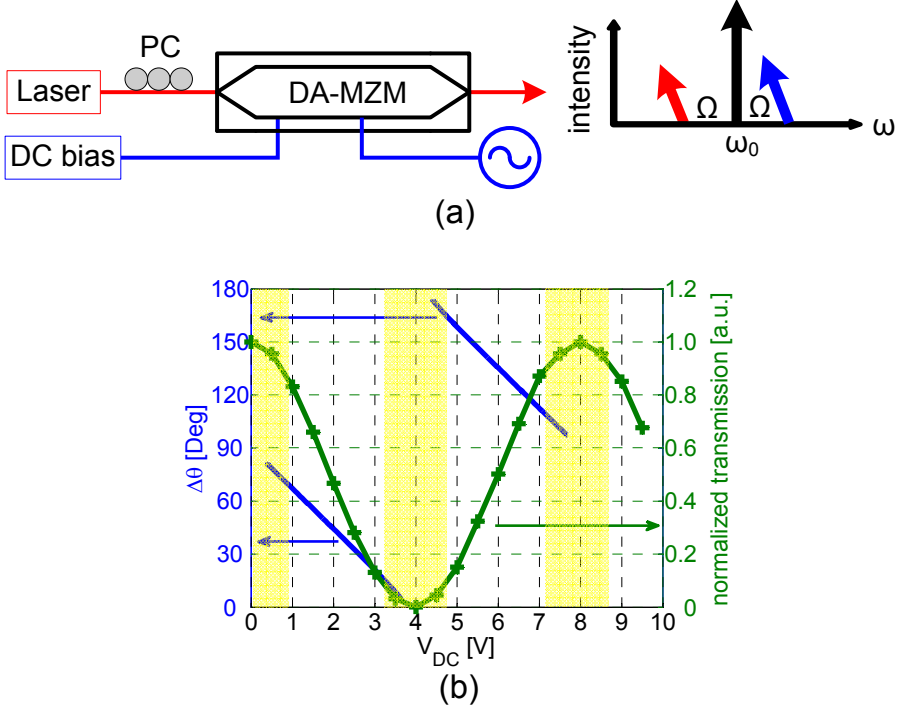 PC
Laser
DA-MZM
DC bias
intensity
Ω Ω
ω
ω0
(a)
Δθ [Deg]
180
150
120
90
60
30
0
normalized transmission [a.u.]
1.2
1.0
0.8
0.6
0.4
0.2
0
0 1 2 3 4 5 6 7 8 9 10
VDC [V]
(b)